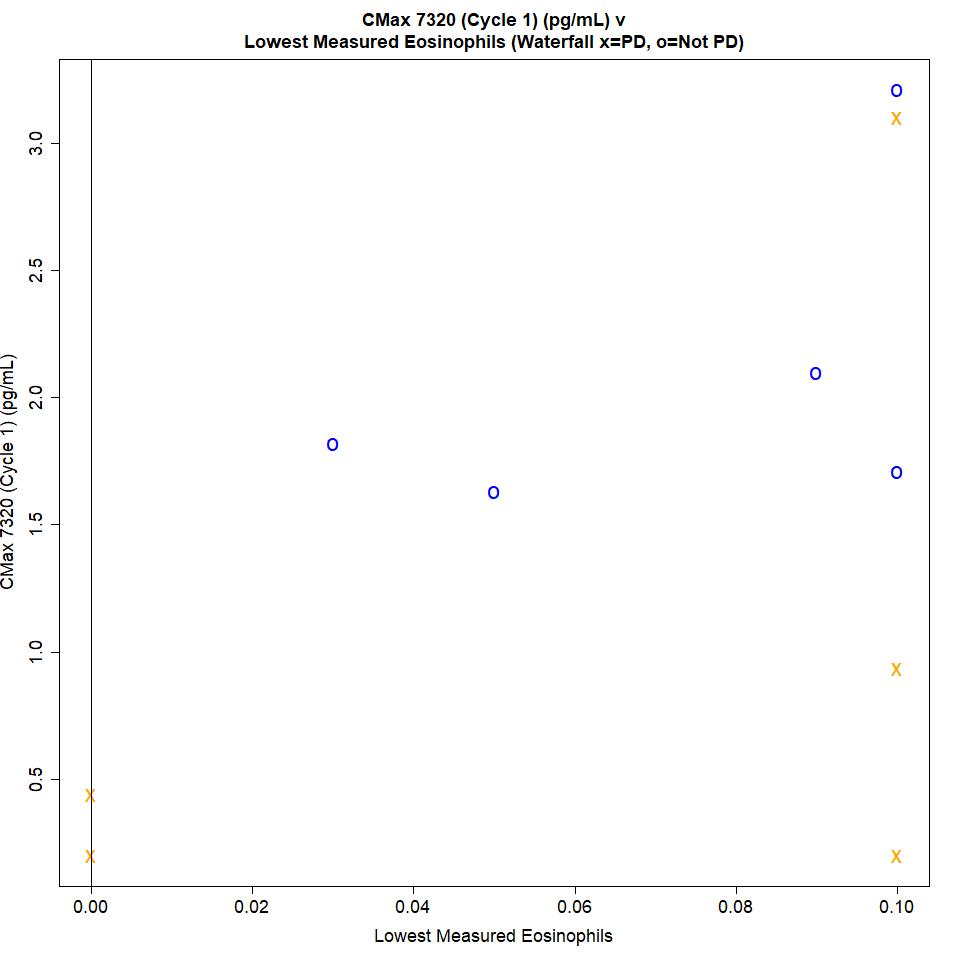 CMax 7320 (Cycle 1) (pg/mL) v
Lowest Measured Eosinophils (Waterfall x=PD, o=Not PD)
CMax 7320 (Cycle 1) (pg/mL)
3.0
2.5
2.0
1.5
1.0
0.5
o
x
o
o
o
o
x
x
x
x
0.00 0.02 0.04 0.06 0.08 0.10
Lowest Measured Eosinophils